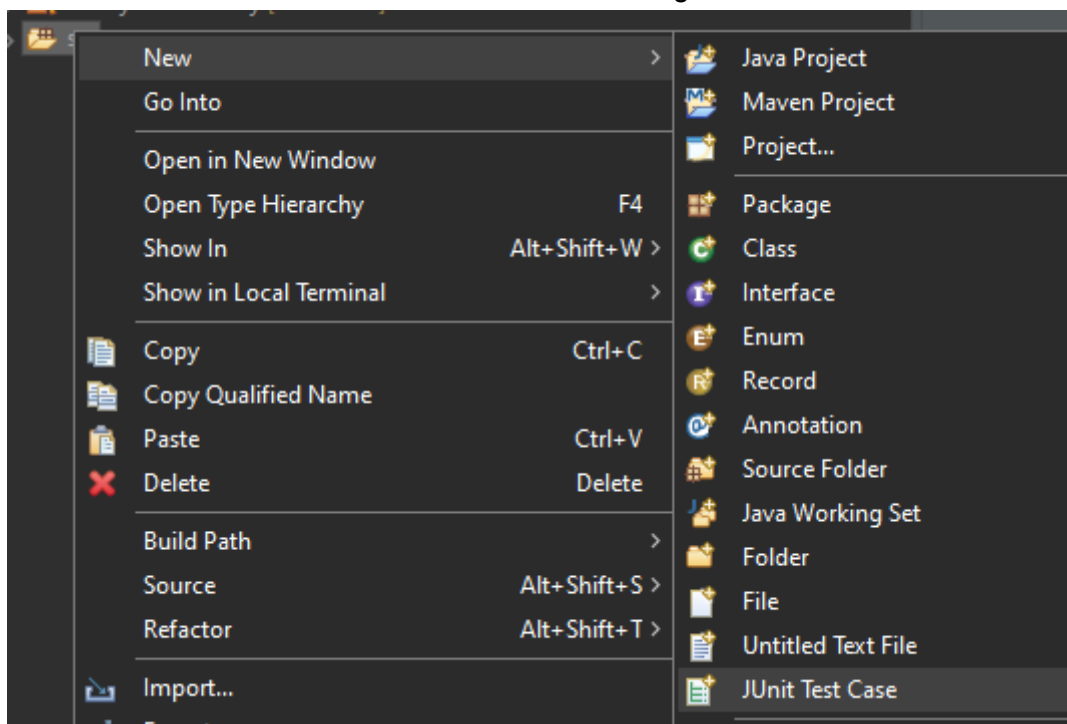 New
Go Into
Open in New Window
Open Type Hierarchy F4
Show In Alt+Shift+W >
Show in Local Terminal >
Copy Ctrl+C
Copy Qualified Name
Paste Ctrl+V
Delete Delete
Build Path >
Source Alt+Shift+S >
Refactor Alt+Shift+T >
Import...
Java Project
Maven Project
Project...
Package
Class
Interface
Enum
Record
Annotation
Source Folder
Java Working Set
Folder
File
Untitled Text File
JUnit Test Case